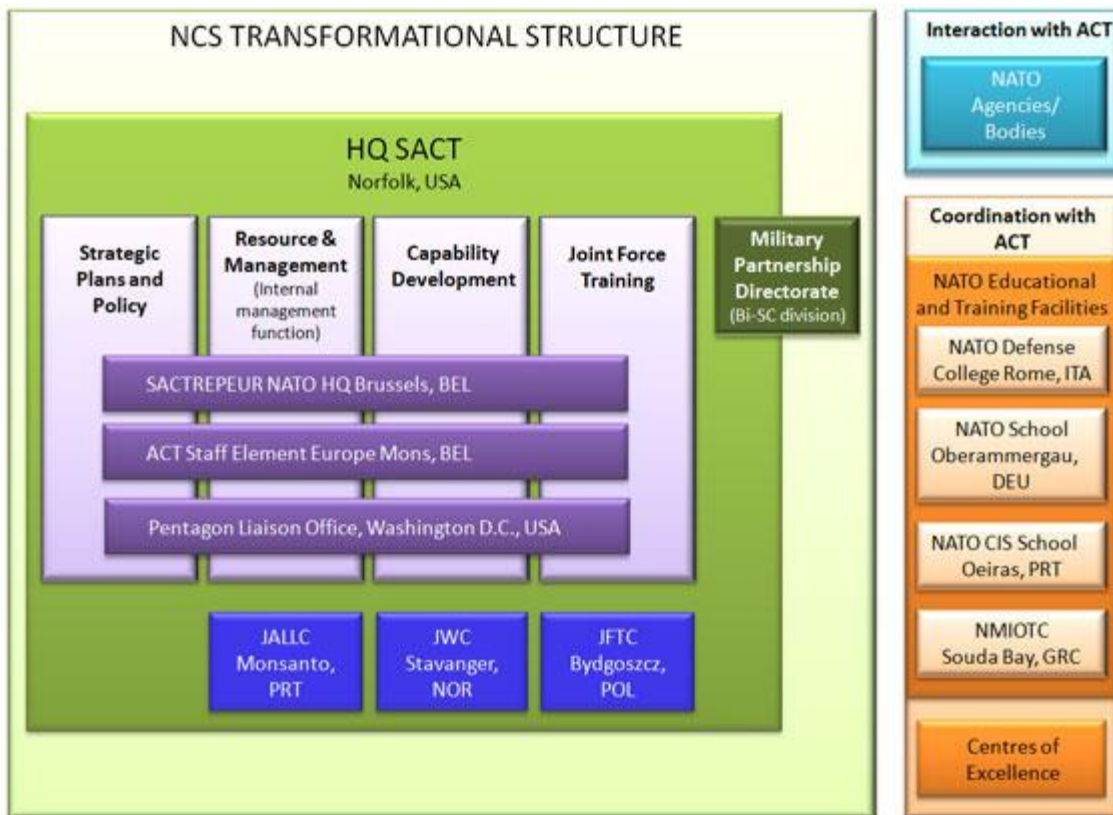 NCS TRANSFORMATIONAL STRUCTURE
HQ SACT
Norfolk, USA
Strategic
Plans and
Policy
Resource &
Management
(Internal
management
function)
Capability
Development
Joint Force
Training
Military
Partnership
Directorate
(Bi-SC division)
SACTREPEUR NATO HQ Brussels, BEL
ACT Staff Element Europe Mons, BEL
Pentagon Liaison Office, Washington D.C., USA
JALLC
Monsanto,
PRT
JWC
Stavanger,
NOR
JFTC
Bydgoszcz,
POL
Interaction with ACT
NATO
Agencies/
Bodies
Coordination with
ACT
NATO Educational
and Training Facilities
NATO Defense
College Rome, ITA
NATO School
Oberammergau,
DEU
NATO CIS School
Oeiras, PRT
NMIOTC
Souda Bay, GRC
Centres of
Excellence